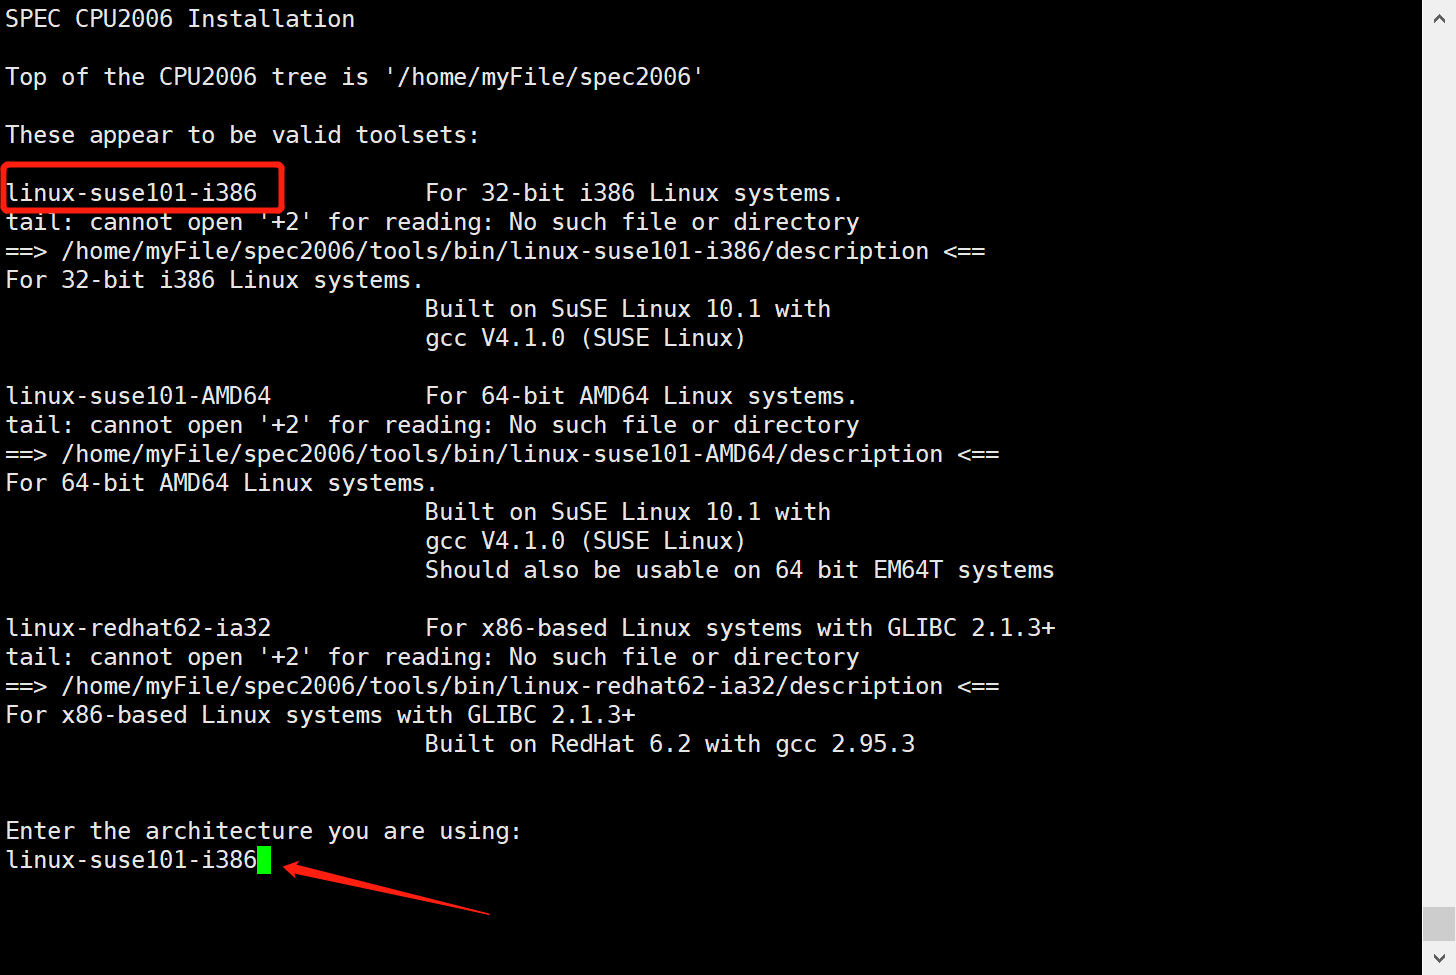 SPEC CPU2006 Installation
Top of the CPU2006 tree is '/home/myFile/spec2006'
These appear to be valid toolsets:
linux-suse101-i386            For 32-bit i386 Linux systems.
tail: cannot open '+2' for reading: No such file or directory
==> /home/myFile/spec2006/tools/bin/linux-suse101-i386/description <==
For 32-bit i386 Linux systems.
                              Built on SuSE Linux 10.1 with
                              gcc V4.1.0 (SUSE Linux)
linux-suse101-AMD64           For 64-bit AMD64 Linux systems.
tail: cannot open '+2' for reading: No such file or directory
==> /home/myFile/spec2006/tools/bin/linux-suse101-AMD64/description <==
For 64-bit AMD64 Linux systems.
                              Built on SuSE Linux 10.1 with
                              gcc V4.1.0 (SUSE Linux)
                              Should also be usable on 64 bit EM64T systems
linux-redhat62-ia32           For x86-based Linux systems with GLIBC 2.1.3+
tail: cannot open '+2' for reading: No such file or directory
==> /home/myFile/spec2006/tools/bin/linux-redhat62-ia32/description <==
For x86-based Linux systems with GLIBC 2.1.3+
                              Built on RedHat 6.2 with gcc 2.95.3
Enter the architecture you are using:
linux-suse101-i386